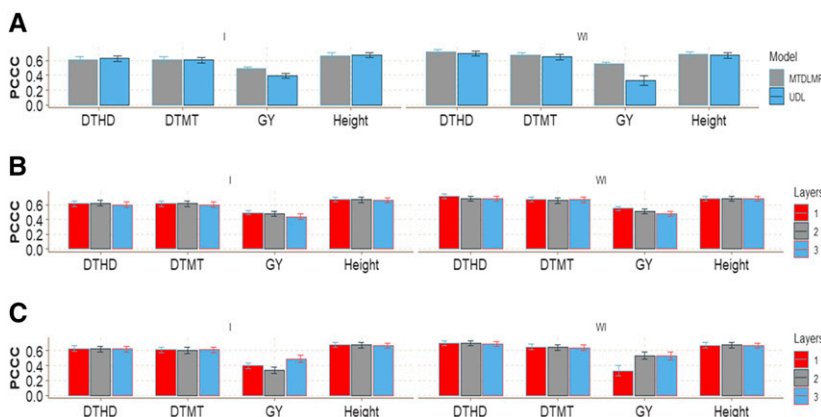 A
I
WI
PCCC
0.6
0.4
0.2
0.0
DTHD DTMT GY Height DTHD DTMT GY Height
Model
MTDLMP
UDL
B
I
WI
PCCC
0.6
0.4
0.2
0.0
DTHD DTMT GY Height DTHD DTMT GY Height
Layers
1
2
3
C
I
WI
PCCC
0.6
0.4
0.2
0.0
DTHD DTMT GY Height DTHD DTMT GY Height
Layers
1
2
3